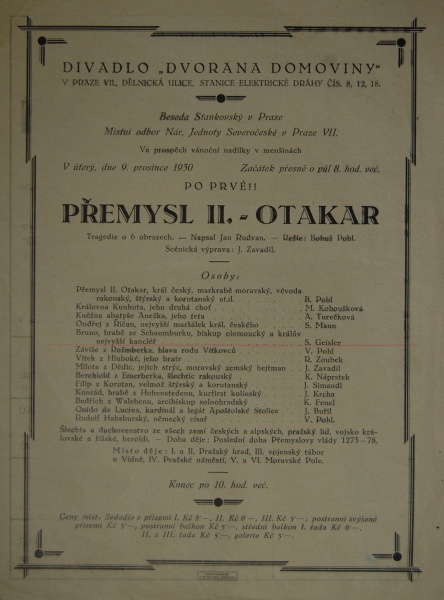 DIVADLO „DVORANA DOMOVINY“
V PRAZE VII, DĚLNICKÁ ULICE, STANICE ELEKTRICKÉ DRÁHY ČÍS. 8, 12, 18.
Beseda Stankovský v Praze
Místní odbor Nár. Jednoty Severočeské v Praze VII.
Ve prospěch vánoční nadílky v menšinách
V úterý, dne 9. prosince 1930 Začátek přesně o půl 8. hod. več.
PO PRVÉ!!
PŘEMYSL II. - OTAKAR
Tragedie o 6 obrazech. — Napsal Jan Rudvan. — Režie: Bohuš Pohl.
Scénická výprava: J. Zavadil.
Osoby:
Přemysl II. Otakar, král český, markrabě moravský, vévoda
rakouský, štýrský a korutanský atd. B. Pohl
Královna Kunhuta, jeho druhá choť M. Kohoušková
Kněžna abatyše Anežka, jeho teta A. Turečková
Ondřej z Říčan, nejvyšší maršálek král. českého S. Mann
Bruno, hrabě ze Schaumburku, biskup olomoucký a králův
nejvyšší kancléř S. Geisler
Záviše z Rožmberka, hlava rodu Vítkovců V. Pohl
Vítek z Hluboké, jeho bratr R. Zoubek
Milota z Dědic, jejich strýc, moravský zemský hejtman J. Zavadil
Berchhold z Emerberka, šlechtic rakouský K. Náprstek
Filip z Korutan, velmož štýrský a korutanský J. Simandl
Konrád, hrabě z Hohenstedenu, kurfirst kolínský J. Krcha
Bedřich z Walehenu, arcibiskup solnohradský K. Fencl
Quido de Lucina, kardinál a legát Apoštolské Stolice J. Buřil
Rudolf Habsburský, německý císař V. Pohl.
Šlechta a duchovenstvo ze všech zemí českých a alpských, pražský lid, vojsko krá-
lovské a říšské, heroldi. — Doba děje: Poslední doba Přemyslovy vlády 1273—78.
Místo děje: I. a II. Pražský hrad, III. vojenský tábor
u Vídně, IV. Pražské náměstí, V. a VI. Moravské Pole.
Konec po 10. hod. več.
Ceny míst: Sedadlo v přízemí I. Kč 8·—, II. Kč 6·—, III. Kč 5·—, postranní zvýšené
přízemí Kč 5·—, postranní balkon Kč 5·—, střední balkon I. řada Kč 6·—,
II. a III. řada Kč 5·—, galerie Kč 3·—.